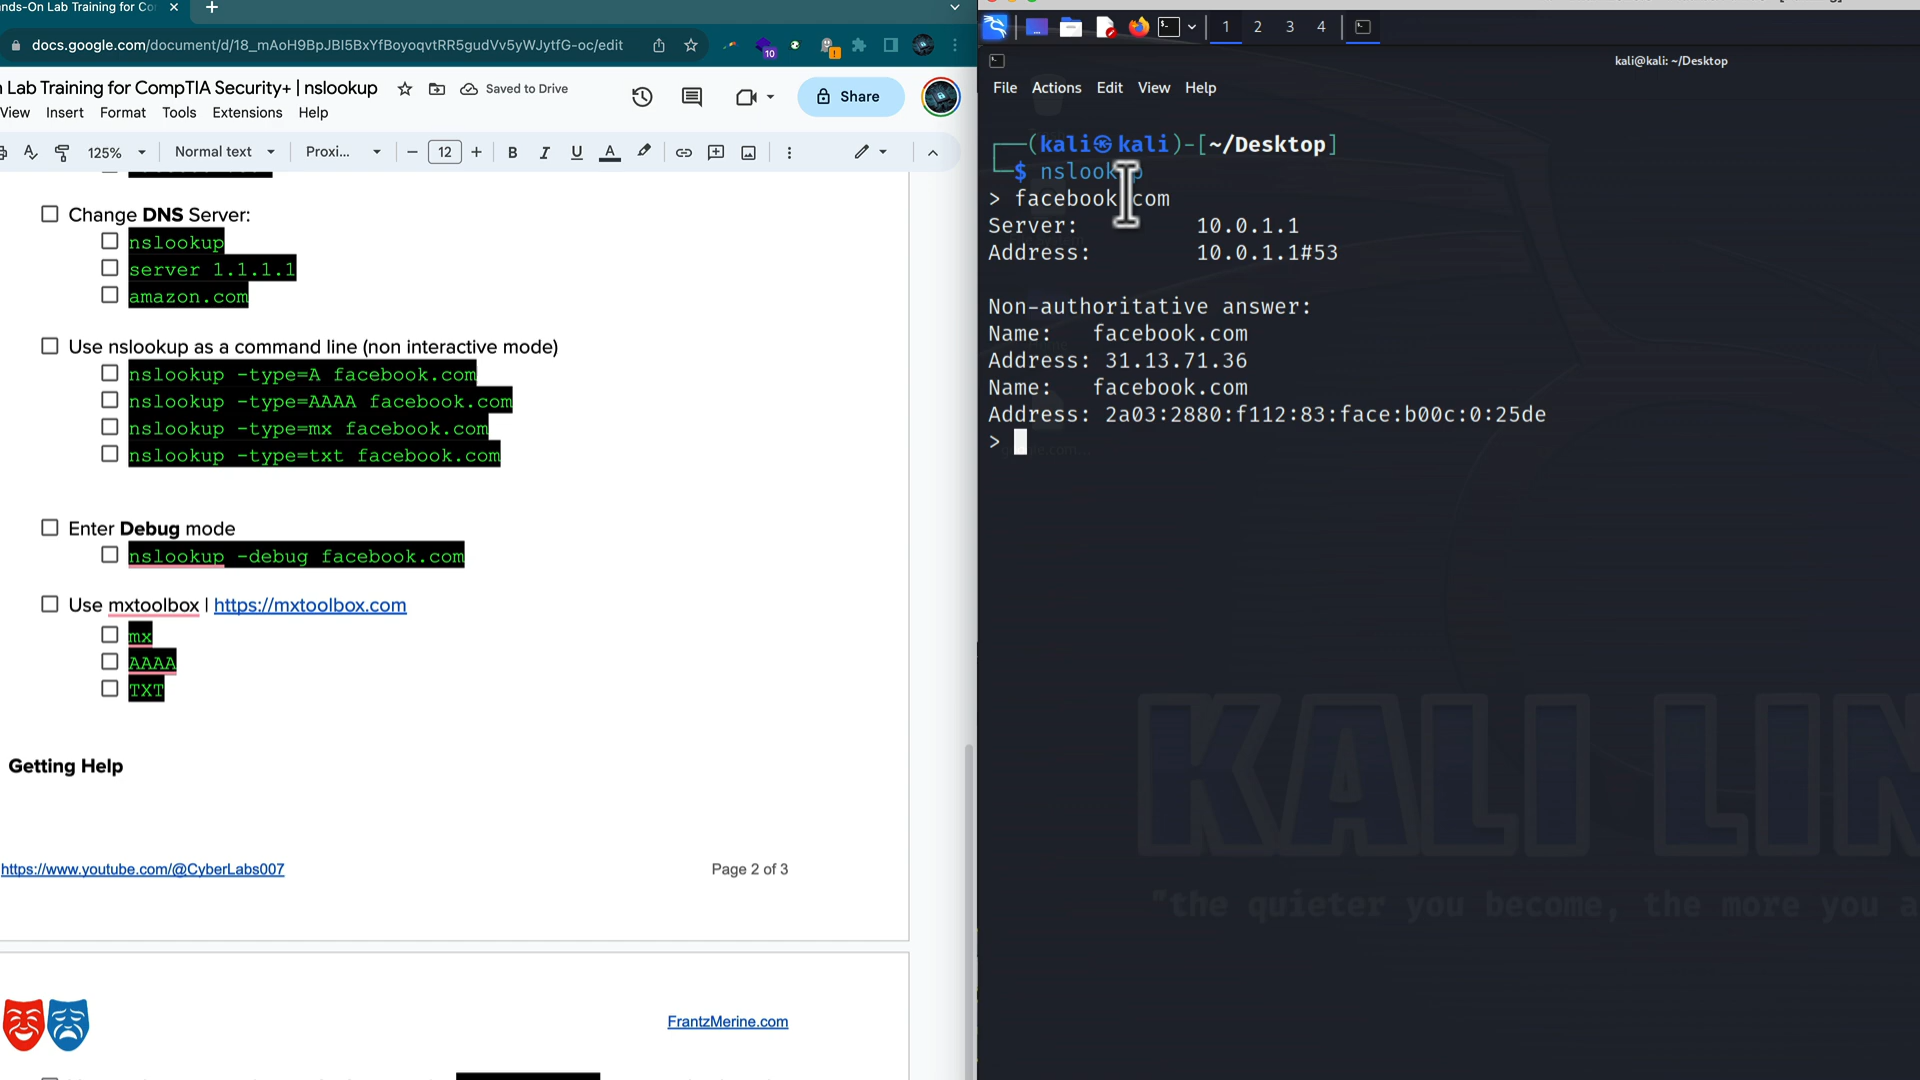 docs.google.com/document/d/18_mAoH9BpJBI5BxYfBoyoqvtRR5gudVv5yWJytfG-oc/edit
10
Lab Training for CompTIA Security+ | nslookup
Saved to Drive
Share
View Insert Format Tools Extensions Help
125% Normal text Proxi... 12 B I U A
Change DNS Server:
nslookup
server 1.1.1.1
amazon.com
Use nslookup as a command line (non interactive mode)
nslookup -type=A facebook.com
nslookup -type=AAAA facebook.com
nslookup -type=mx facebook.com
nslookup -type=txt facebook.com
Enter Debug mode
nslookup -debug facebook.com
Use mxtoolbox | https://mxtoolbox.com
mx
AAAA
TXT
Getting Help
https://www.youtube.com/@CyberLabs007
Page 2 of 3
FrantzMerine.com
1 2 3 4
kali@kali: ~/Desktop
File Actions Edit View Help
(kali㉿kali)-[~/Desktop]
$ nslookup
> facebook.com
Server: 10.0.1.1
Address: 10.0.1.1#53
Non-authoritative answer:
Name: facebook.com
Address: 31.13.71.36
Name: facebook.com
Address: 2a03:2880:f112:83:face:b00c:0:25de
>
KALI LIN
"the quieter you become, the more you a